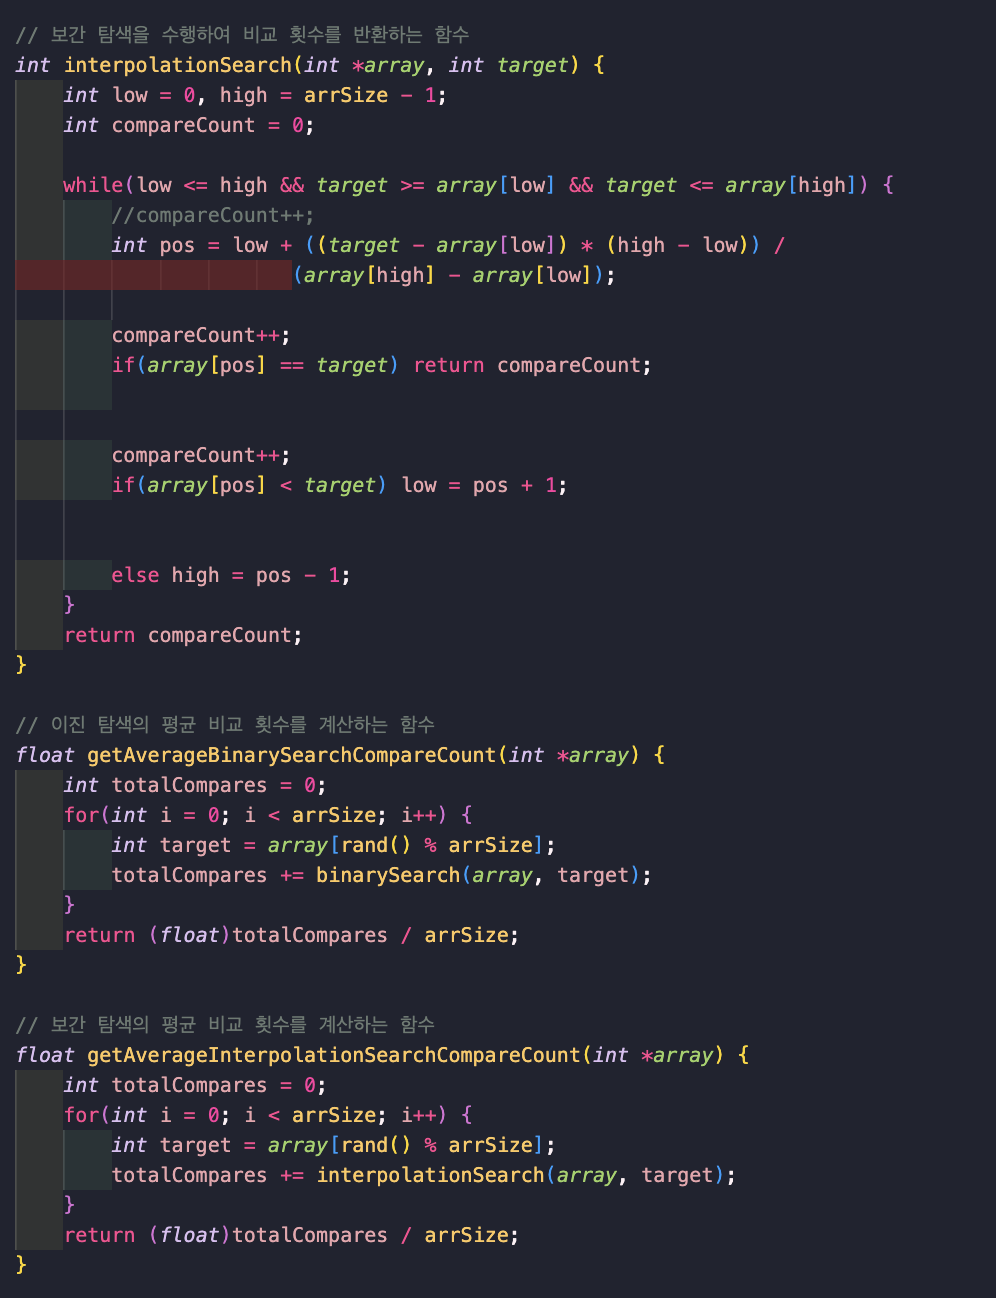 // 보간 탐색을 수행하여 비교 횟수를 반환하는 함수
int interpolationSearch(int *array, int target) {
    int low = 0, high = arrSize - 1;
    int compareCount = 0;

    while(low <= high && target >= array[low] && target <= array[high]) {
        //compareCount++;
        int pos = low + ((target - array[low]) * (high - low)) /
                       (array[high] - array[low]);

        compareCount++;
        if(array[pos] == target) return compareCount;


        compareCount++;
        if(array[pos] < target) low = pos + 1;


        else high = pos - 1;
    }
    return compareCount;
}

// 이진 탐색의 평균 비교 횟수를 계산하는 함수
float getAverageBinarySearchCompareCount(int *array) {
    int totalCompares = 0;
    for(int i = 0; i < arrSize; i++) {
        int target = array[rand() % arrSize];
        totalCompares += binarySearch(array, target);
    }
    return (float)totalCompares / arrSize;
}

// 보간 탐색의 평균 비교 횟수를 계산하는 함수
float getAverageInterpolationSearchCompareCount(int *array) {
    int totalCompares = 0;
    for(int i = 0; i < arrSize; i++) {
        int target = array[rand() % arrSize];
        totalCompares += interpolationSearch(array, target);
    }
    return (float)totalCompares / arrSize;
}